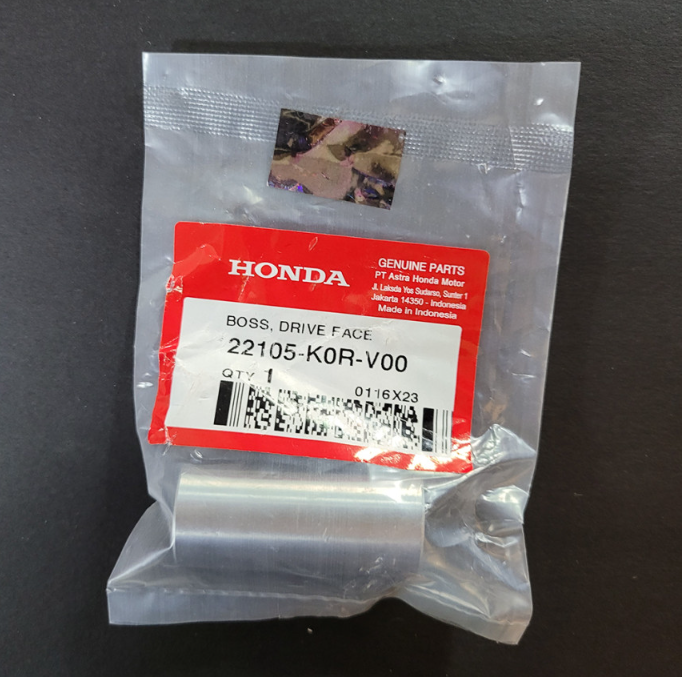 HONDA
GENUINE PARTS
PT Astra Honda Motor
Jl. Laksda Yos Sudarso, Sunter 1
Jakarta 14350 - Indonesia
Made in Indonesia
BOSS, DRIVE FACE
22105-K0R-V00
QTY 1
0116X23